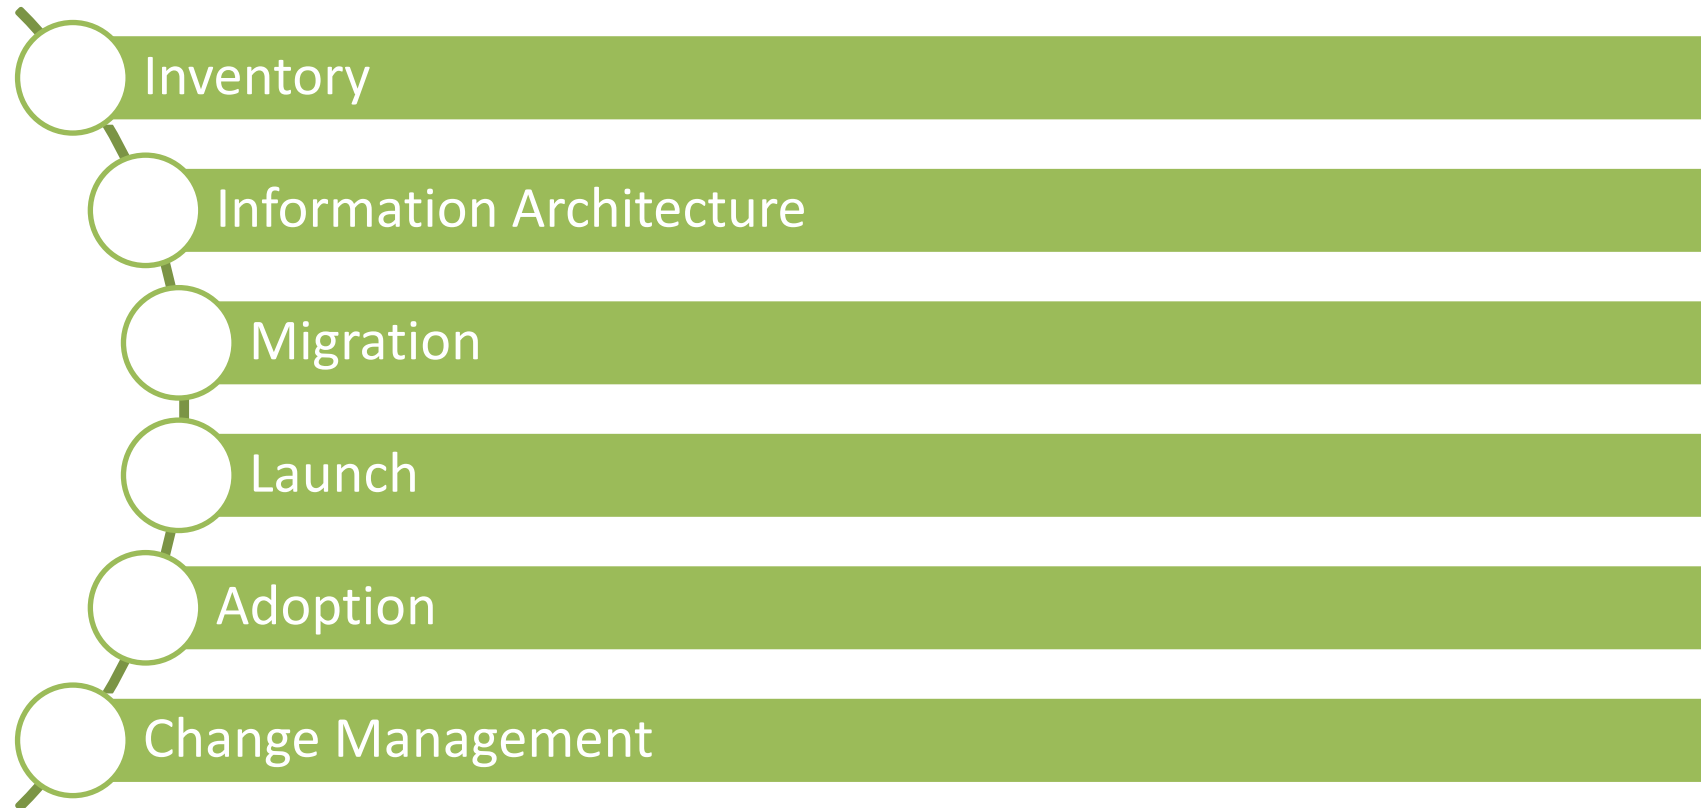 Inventory
Information Architecture
Migration
Launch
Adoption
Change Management